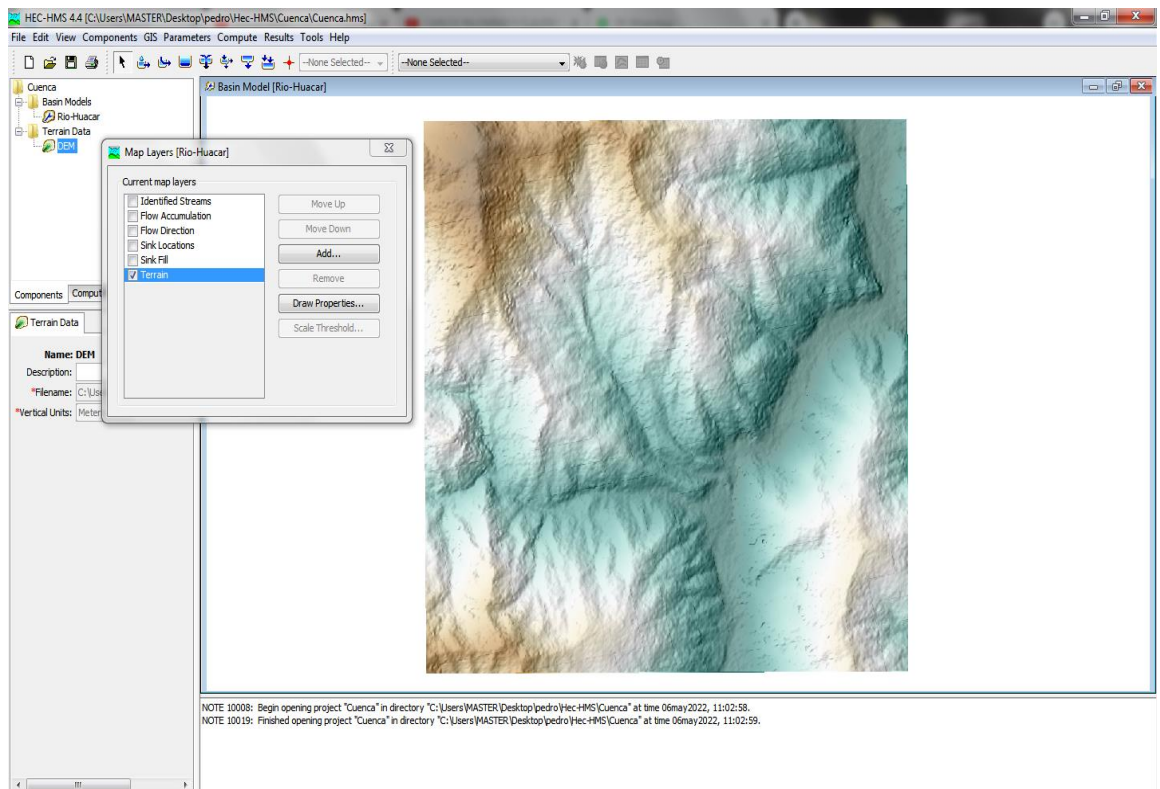 HEC-HMS 4.4 [C:\Users\MASTER\Desktop\pedro\Hec-HMS\Cuenca\Cuenca.hms]
File Edit View Components GIS Parameters Compute Results Tools Help
--None Selected-- --None Selected--
Cuenca
Basin Models
Rio-Huacar
Terrain Data
DEM
Components Comput
Terrain Data
Name: DEM
Description:
*Filename: C:\Use
*Vertical Units: Meter
Basin Model [Rio-Huacar]
Map Layers [Rio-Huacar]
Current map layers
Identified Streams
Flow Accumulation
Flow Direction
Sink Locations
Sink Fill
Terrain
Move Up
Move Down
Add...
Remove
Draw Properties...
Scale Threshold...
NOTE 10008: Begin opening project "Cuenca" in directory "C:\Users\MASTER\Desktop\pedro\Hec-HMS\Cuenca" at time 06may2022, 11:02:58.
NOTE 10019: Finished opening project "Cuenca" in directory "C:\Users\MASTER\Desktop\pedro\Hec-HMS\Cuenca" at time 06may2022, 11:02:59.